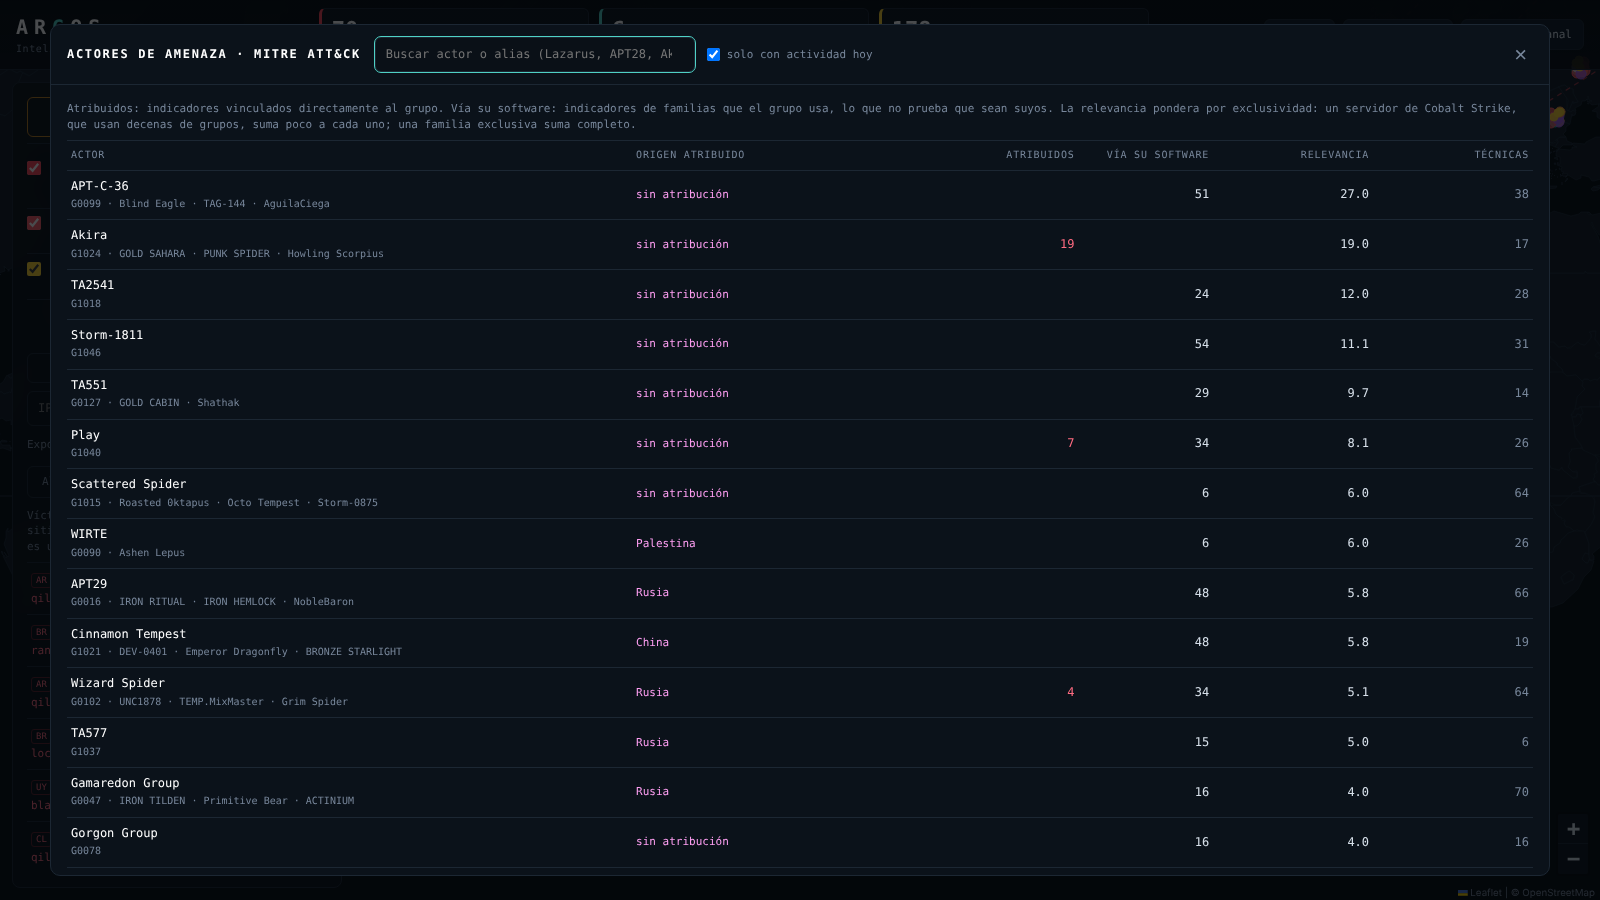 ACTORES DE AMENAZA · MITRE ATT&CK
Buscar actor o alias (Lazarus, APT28, Ak
solo con actividad hoy
×
Atribuidos: indicadores vinculados directamente al grupo. Vía su software: indicadores de familias que el grupo usa, lo que no prueba que sean suyos. La relevancia pondera por exclusividad: un servidor de Cobalt Strike,
que usan decenas de grupos, suma poco a cada uno; una familia exclusiva suma completo.
ACTOR ORIGEN ATRIBUIDO ATRIBUIDOS VÍA SU SOFTWARE RELEVANCIA TÉCNICAS
APT-C-36
G0099 · Blind Eagle · TAG-144 · AguilaCiega
sin atribución 51 27.0 38
Akira
G1024 · GOLD SAHARA · PUNK SPIDER · Howling Scorpius
sin atribución 19 19.0 17
TA2541
G1018
sin atribución 24 12.0 28
Storm-1811
G1046
sin atribución 54 11.1 31
TA551
G0127 · GOLD CABIN · Shathak
sin atribución 29 9.7 14
Play
G1040
sin atribución 7 34 8.1 26
Scattered Spider
G1015 · Roasted 0ktapus · Octo Tempest · Storm-0875
sin atribución 6 6.0 64
WIRTE
G0090 · Ashen Lepus
Palestina 6 6.0 26
APT29
G0016 · IRON RITUAL · IRON HEMLOCK · NobleBaron
Rusia 48 5.8 66
Cinnamon Tempest
G1021 · DEV-0401 · Emperor Dragonfly · BRONZE STARLIGHT
China 48 5.8 19
Wizard Spider
G0102 · UNC1878 · TEMP.MixMaster · Grim Spider
Rusia 4 34 5.1 64
TA577
G1037
Rusia 15 5.0 6
Gamaredon Group
G0047 · IRON TILDEN · Primitive Bear · ACTINIUM
Rusia 16 4.0 70
Gorgon Group
G0078
sin atribución 16 4.0 16
AR
BR
AR
BR
UY
CL
+
−
Leaflet | © OpenStreetMap